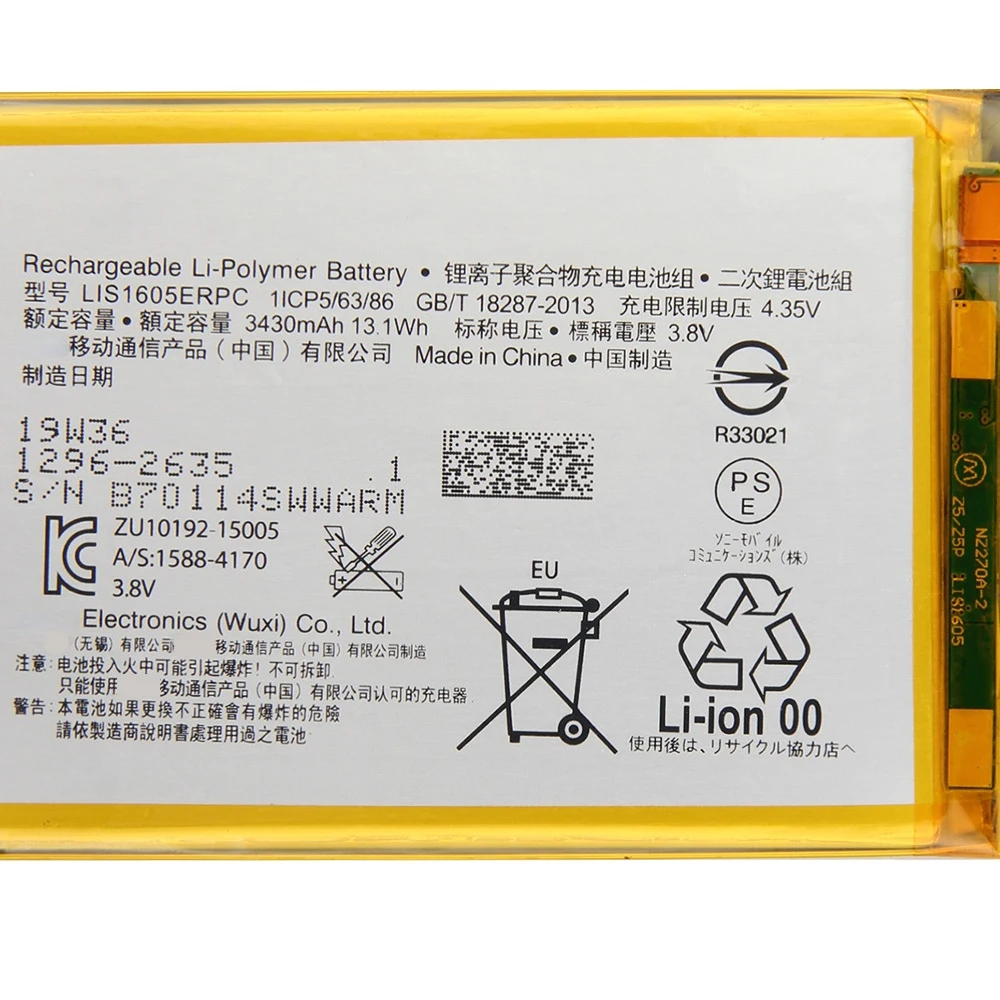 Rechargeable Li-Polymer Battery • 锂离子聚合物充电电池组 • 二次鋰電池組
型号 LIS1605ERPC 1ICP5/63/86 GB/T 18287-2013 充电限制电压 4.35V
额定容量 • 額定容量 3430mAh 13.1Wh 标称电压 • 標稱電壓 3.8V
移动通信产品（中国）有限公司 Made in China • 中国制造
制造日期
19W36
1296-2635 .1
S/N B70114SWWARM
R33021
PS
E
ソニーモバイル
コミュニケーションズ(株)
ZU10192-15005
A/S:1588-4170
3.8V
Electronics (Wuxi) Co., Ltd.
(无锡) 有限公司 移动通信产品（中国）有限公司制造
注意: 电池投入火中可能引起爆炸! 不可拆卸.
只能使用 移动通信产品（中国）有限公司认可的充电器.
警告: 本電池如果更換不正確會有爆炸的危險
請依製造商說明書處理用過之電池
EU
Li-ion 00
使用後は、リサイクル協力店へ
NZ270A-2
Z5/Z5P
LIS1605